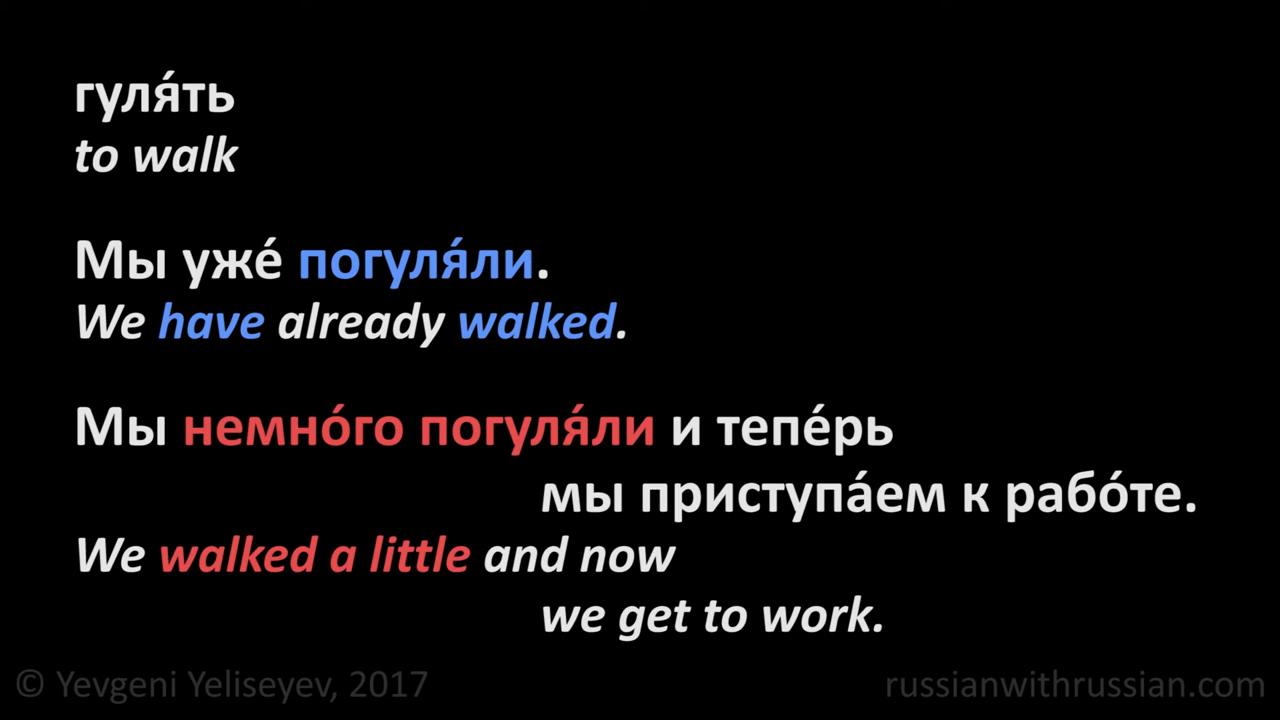 гуля́ть
to walk
Мы уже́ погуля́ли.
We have already walked.
Мы немно́го погуля́ли и тепе́рь
мы приступа́ем к рабо́те.
We walked a little and now
we get to work.
© Yevgeni Yeliseyev, 2017
russianwithrussian.com